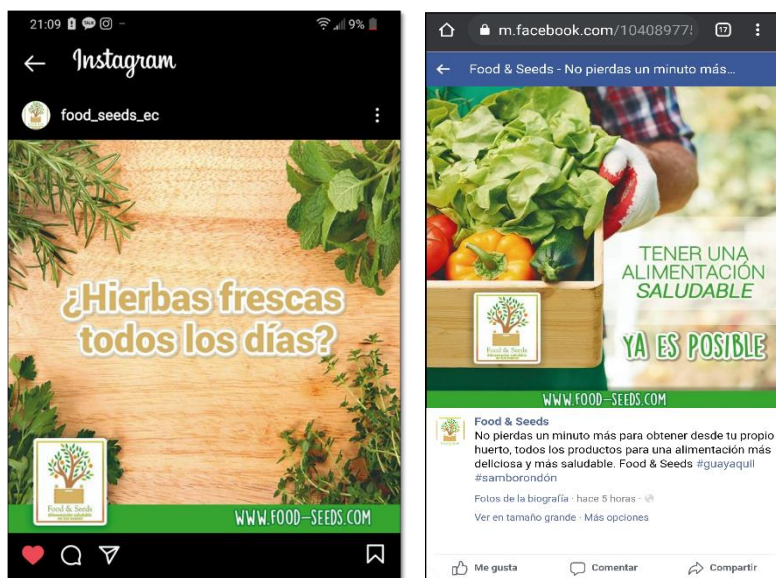 21:09
9%
Instagram
food_seeds_ec
¿Hierbas frescas
todos los días?
Food & Seeds
WWW.FOOD-SEEDS.COM
m.facebook.com/10408977
17
Food & Seeds - No pierdas un minuto más...
TENER UNA
ALIMENTACIÓN
SALUDABLE
YA ES POSIBLE
Food & Seeds
WWW.FOOD-SEEDS.COM
Food & Seeds
No pierdas un minuto más para obtener desde tu propio
huerto, todos los productos para una alimentación más
deliciosa y más saludable. Food & Seeds #guayaquil
#samborondón
Fotos de la biografía · hace 5 horas ·
Ver en tamaño grande · Más opciones
Me gusta
Comentar
Compartir